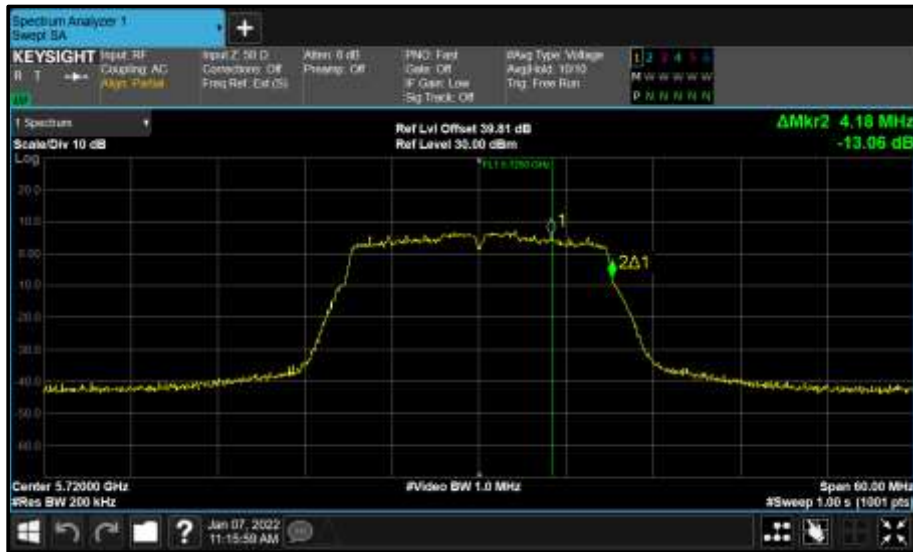 Spectrum Analyzer 1
Swept SA
+
KEYSIGHT
R T
Input: RF
Coupling: AC
Align: Partial
Input Z: 50 Ω
Corrections: Off
Freq Ref: Ext (S)
Atten: 6 dB
Preamp: Off
PNO: Fast
Gate: Off
IF Gain: Low
Sig Track: Off
#Avg Type: Voltage
Avg|Hold: 10/10
Trig: Free Run
1 2 3 4 5 6
M W W W W W
P N N N N N
1 Spectrum
Scale/Div 10 dB
Ref Lvl Offset 39.81 dB
Ref Level 30.00 dBm
ΔMkr2 4.18 MHz
-13.06 dB
Log
20.0
10.0
0.00
-10.0
-20.0
-30.0
-40.0
-50.0
-60.0
1
2Δ1
Center 5.72000 GHz
#Res BW 200 kHz
#Video BW 1.0 MHz
Span 60.00 MHz
#Sweep 1.00 s (1001 pts)
?
Jan 07, 2022
11:15:59 AM